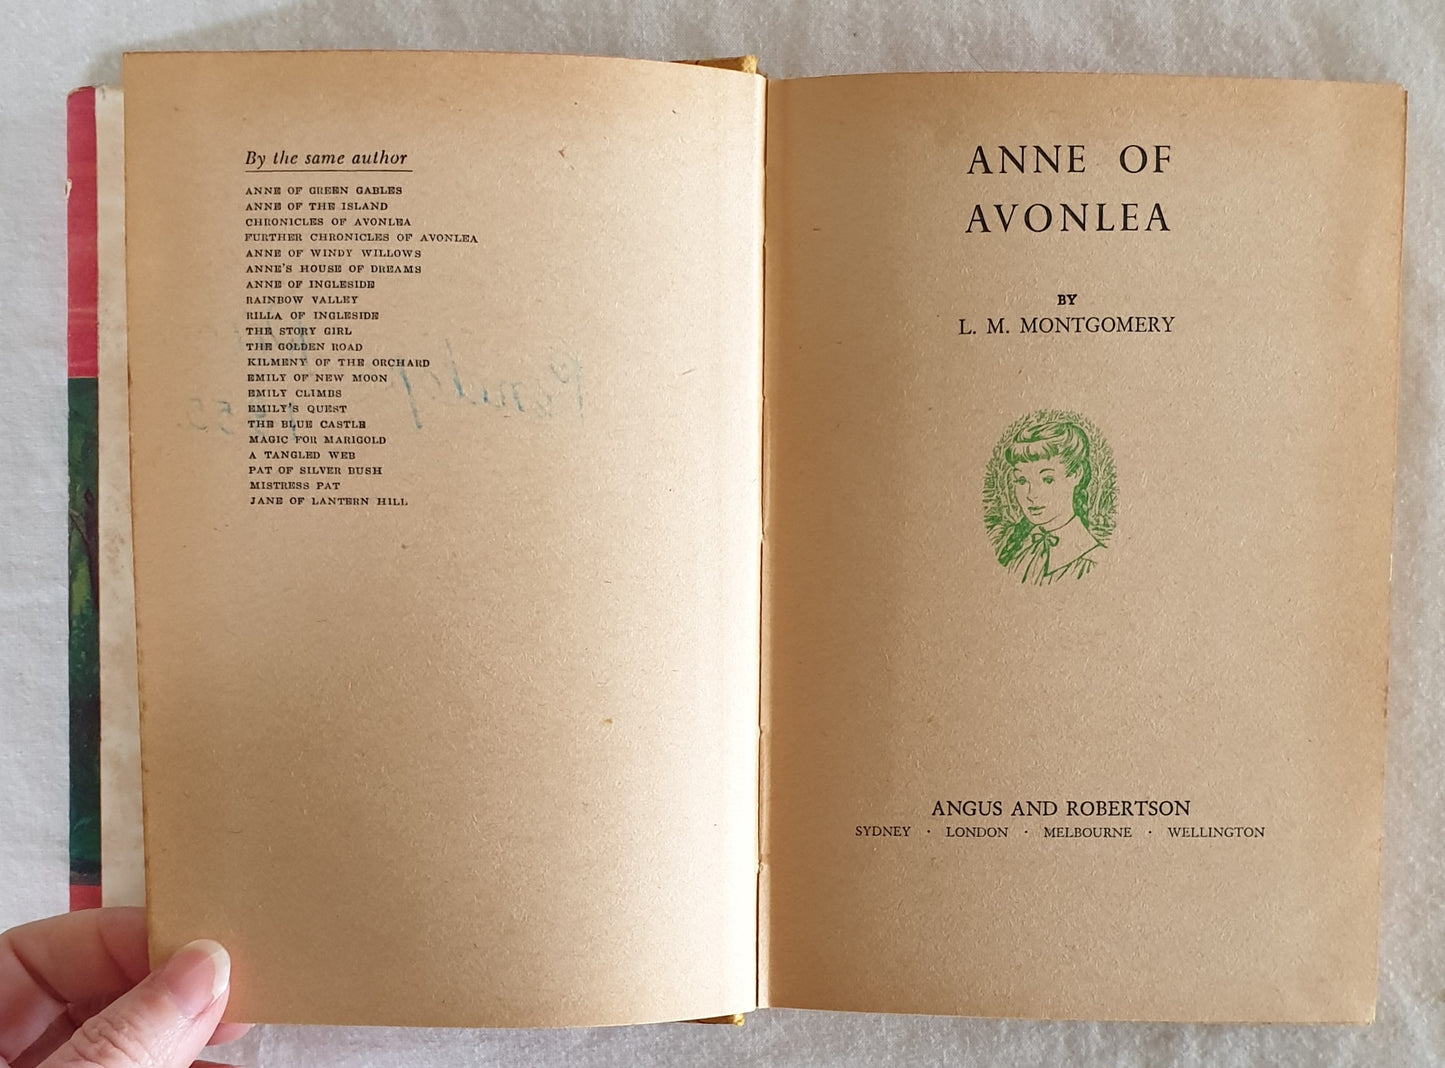 By the same author
ANNE OF GREEN GABLES
ANNE OF THE ISLAND
CHRONICLES OF AVONLEA
FURTHER CHRONICLES OF AVONLEA
ANNE OF WINDY WILLOWS
ANNE'S HOUSE OF DREAMS
ANNE OF INGLESIDE
RAINBOW VALLEY
RILLA OF INGLESIDE
THE STORY GIRL
THE GOLDEN ROAD
KILMENY OF THE ORCHARD
EMILY OF NEW MOON
EMILY CLIMBS
EMILY'S QUEST
THE BLUE CASTLE
MAGIC FOR MARIGOLD
A TANGLED WEB
PAT OF SILVER BUSH
MISTRESS PAT
JANE OF LANTERN HILL
ANNE OF
AVONLEA
BY
L. M. MONTGOMERY
ANGUS AND ROBERTSON
SYDNEY · LONDON · MELBOURNE · WELLINGTON